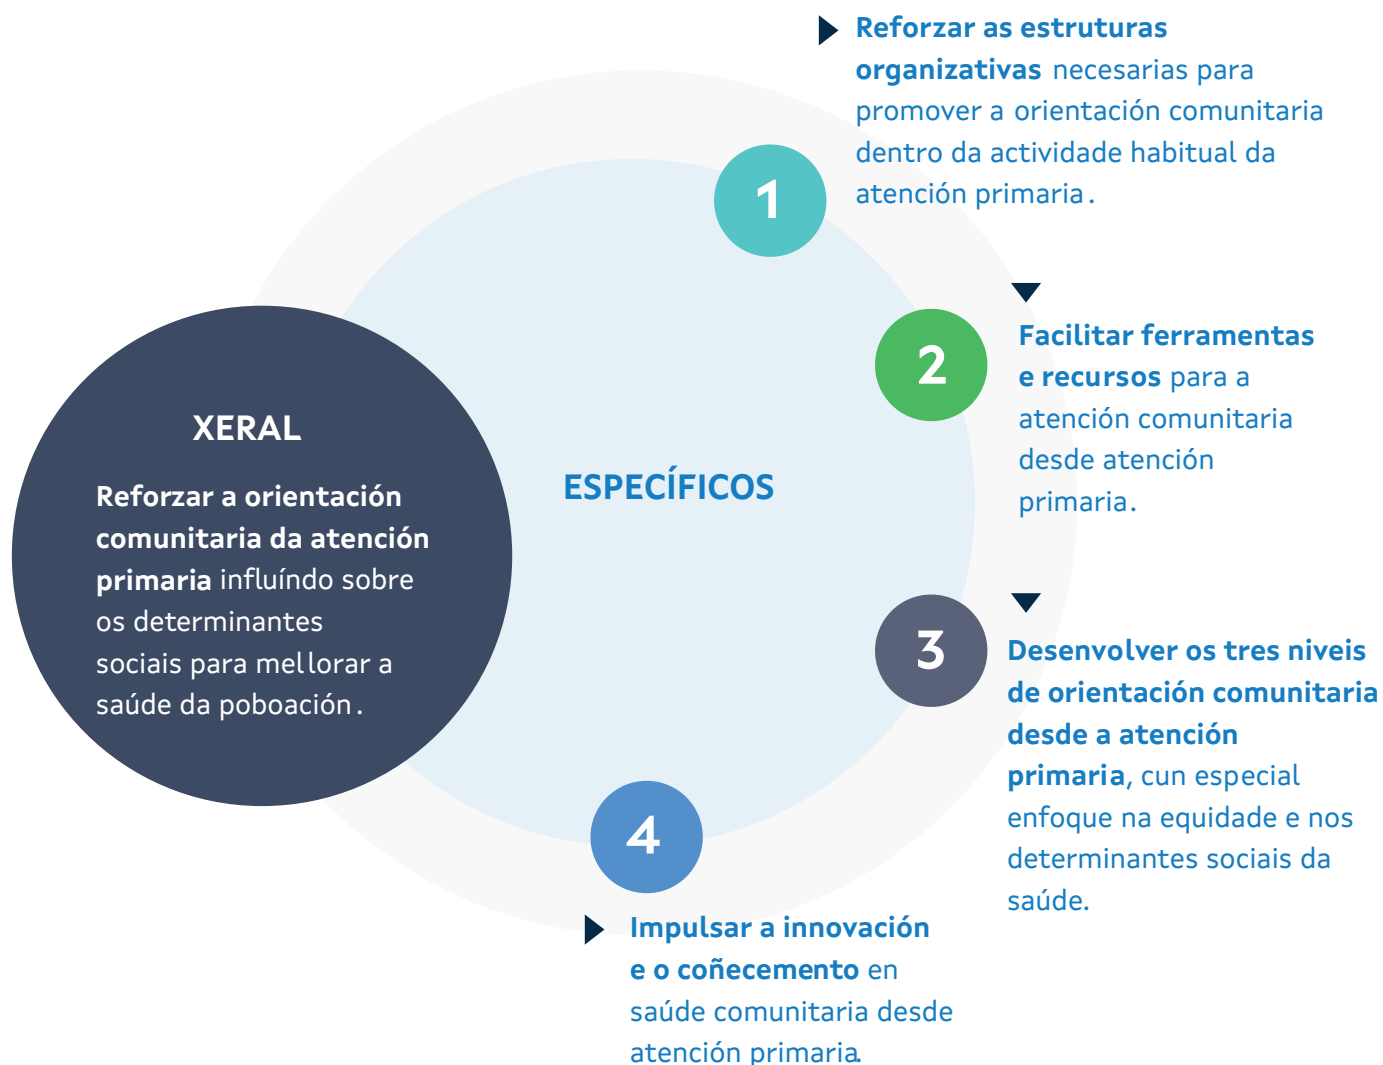 XERAL
Reforzar a orientación
comunitaria da atención
primaria influíndo sobre
os determinantes
sociais para mellorar a
saúde da poboación.
ESPECÍFICOS
1
Reforzar as estruturas
organizativas necesarias para
promover a orientación comunitaria
dentro da actividade habitual da
atención primaria.
2
Facilitar ferramentas
e recursos para a
atención comunitaria
desde atención
primaria.
3
Desenvolver os tres niveis
de orientación comunitaria
desde a atención
primaria, cun especial
enfoque na equidade e nos
determinantes sociais da
saúde.
4
Impulsar a innovación
e o coñecemento en
saúde comunitaria desde
atención primaria.